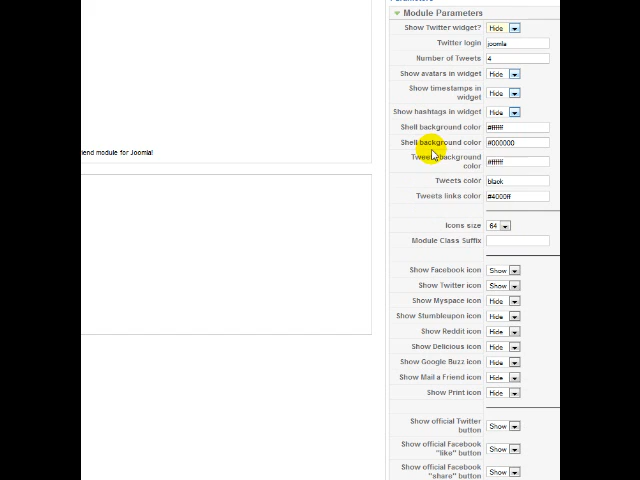 Module Parameters
Show Twitter widget? Hide
Twitter login joomla
Number of Tweets 4
Show avatars in widget Hide
Show timestamps in
widget Hide
Show hashtags in widget Hide
Shell background color #ffffff
Shell background color #000000
iend module for Joomla!
Tweets background
color #ffffff
Tweets color black
Tweets links color #4000ff
Icons size 64
Module Class Suffix
Show Facebook icon Show
Show Twitter icon Show
Show Myspace icon Hide
Show Stumbleupon icon Hide
Show Reddit icon Hide
Show Delicious icon Hide
Show Google Buzz icon Hide
Show Mail a Friend icon Hide
Show Print icon Hide
Show official Twitter
button Show
Show official Facebook
"like" button Show
Show official Facebook
"share" button Show